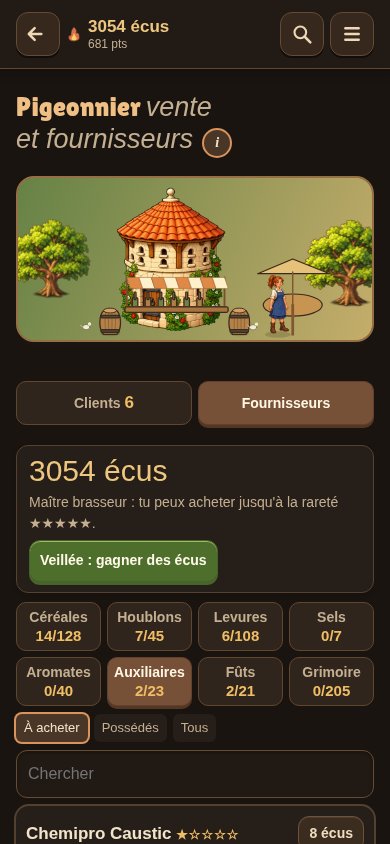 3054 écus
681 pts
Pigeonnier vente
et fournisseurs i
Clients 6
Fournisseurs
3054 écus
Maître brasseur : tu peux acheter jusqu'à la rareté
★★★★★.
Veillée : gagner des écus
Céréales
14/128
Houblons
7/45
Levures
6/108
Sels
0/7
Aromates
0/40
Auxiliaires
2/23
Fûts
2/21
Grimoire
0/205
À acheter
Possédés
Tous
Chercher
Chemipro Caustic ★☆☆☆☆
8 écus